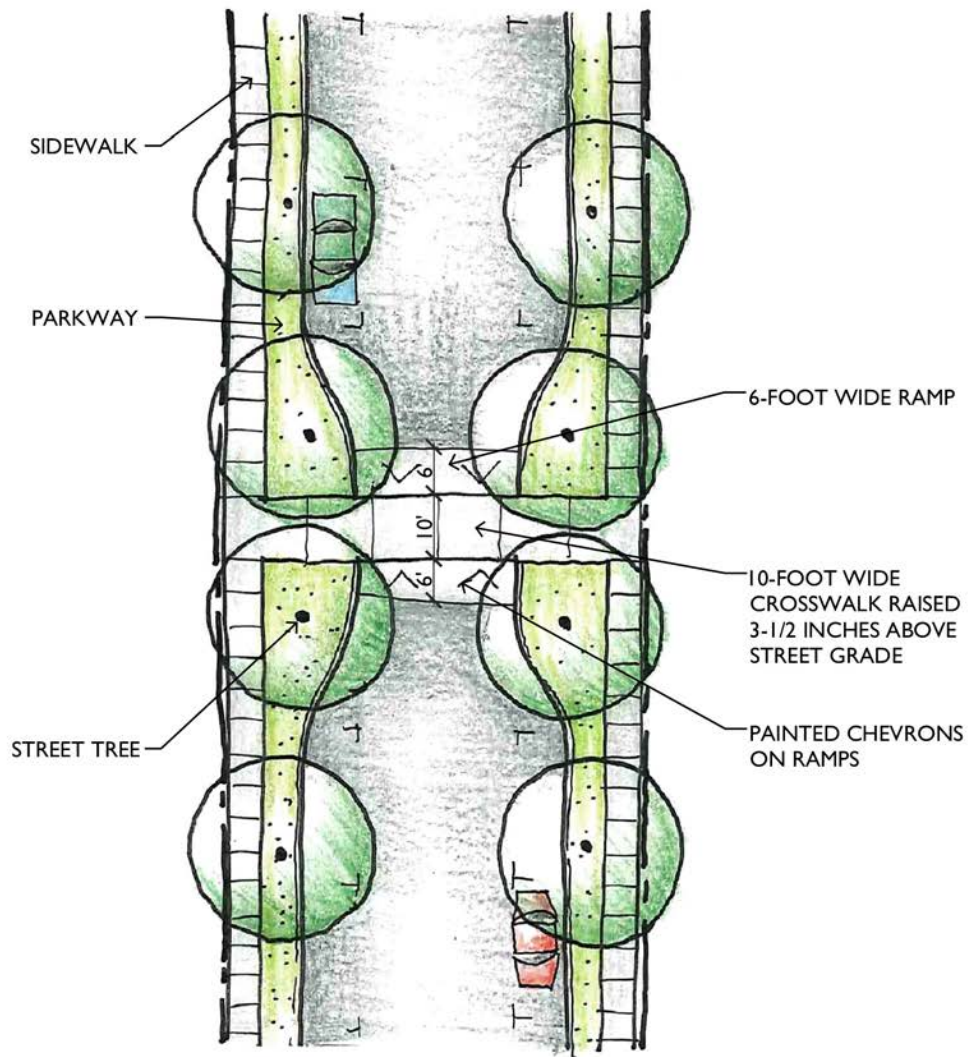 SIDEWALK
PARKWAY
6-FOOT WIDE RAMP
6'
10'
6'
10-FOOT WIDE
CROSSWALK RAISED
3-1/2 INCHES ABOVE
STREET GRADE
STREET TREE
PAINTED CHEVRONS
ON RAMPS